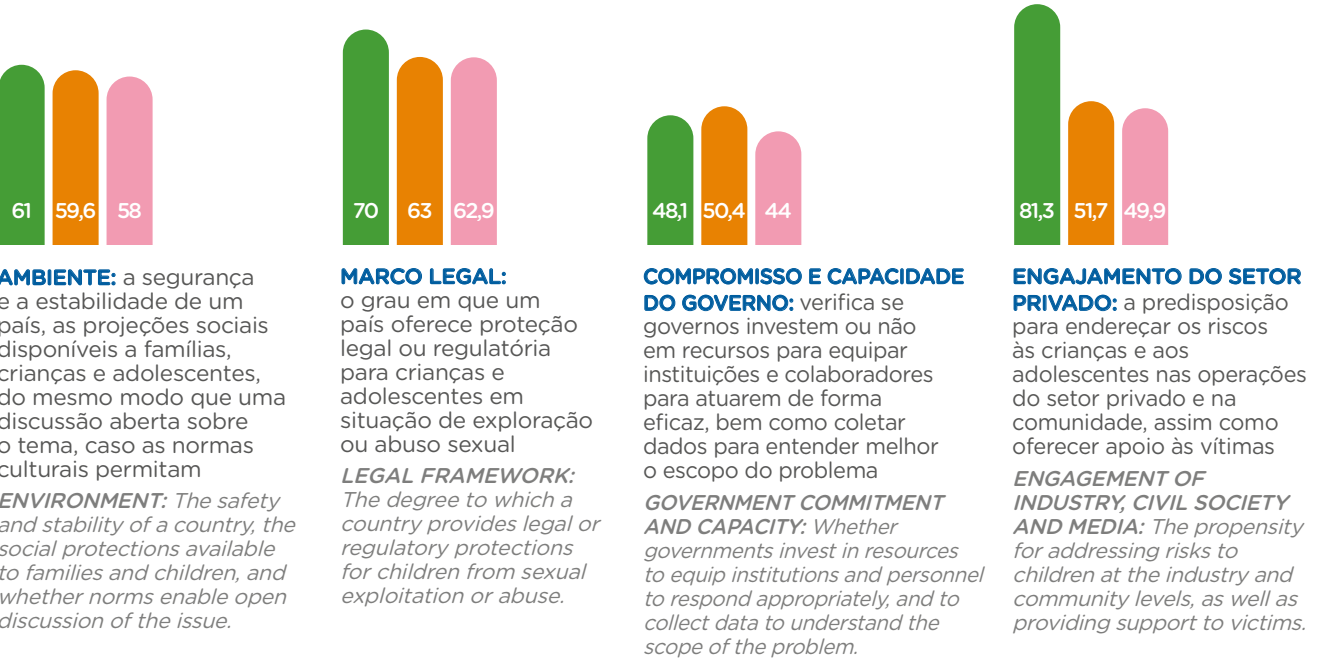 61 59,6 58
AMBIENTE: a segurança
e a estabilidade de um
país, as projeções sociais
disponíveis a famílias,
crianças e adolescentes,
do mesmo modo que uma
discussão aberta sobre
o tema, caso as normas
culturais permitam
ENVIRONMENT: The safety
and stability of a country, the
social protections available
to families and children, and
whether norms enable open
discussion of the issue.
70 63 62,9
MARCO LEGAL:
o grau em que um
país oferece proteção
legal ou regulatória
para crianças e
adolescentes em
situação de exploração
ou abuso sexual
LEGAL FRAMEWORK:
The degree to which a
country provides legal or
regulatory protections
for children from sexual
exploitation or abuse.
48,1 50,4 44
COMPROMISSO E CAPACIDADE
DO GOVERNO: verifica se
governos investem ou não
em recursos para equipar
instituições e colaboradores
para atuarem de forma
eficaz, bem como coletar
dados para entender melhor
o escopo do problema
GOVERNMENT COMMITMENT
AND CAPACITY: Whether
governments invest in resources
to equip institutions and personnel
to respond appropriately, and to
collect data to understand the
scope of the problem.
81,3 51,7 49,9
ENGAJAMENTO DO SETOR
PRIVADO: a predisposição
para endereçar os riscos
às crianças e aos
adolescentes nas operações
do setor privado e na
comunidade, assim como
oferecer apoio às vítimas
ENGAGEMENT OF
INDUSTRY, CIVIL SOCIETY
AND MEDIA: The propensity
for addressing risks to
children at the industry and
community levels, as well as
providing support to victims.